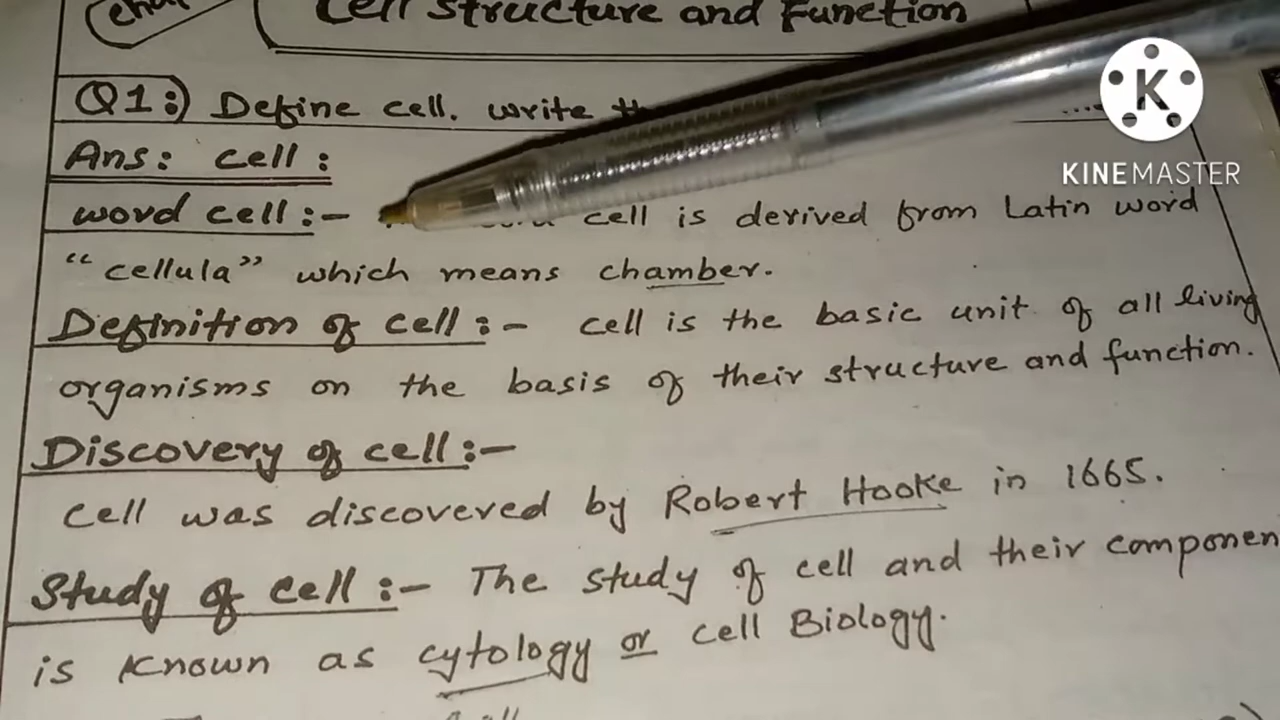 Cell Structure and Function
Q1:) Define cell. write
Ans: cell:
word cell:- cell is derived from Latin word
"cellula" which means chamber.
Definition of cell:- cell is the basic unit of all living
organisms on the basis of their structure and function.
Discovery of cell:-
Cell was discovered by Robert Hooke in 1665.
Study of cell:- The study of cell and their componen
is known as cytology or cell Biology.
K
KINEMASTER